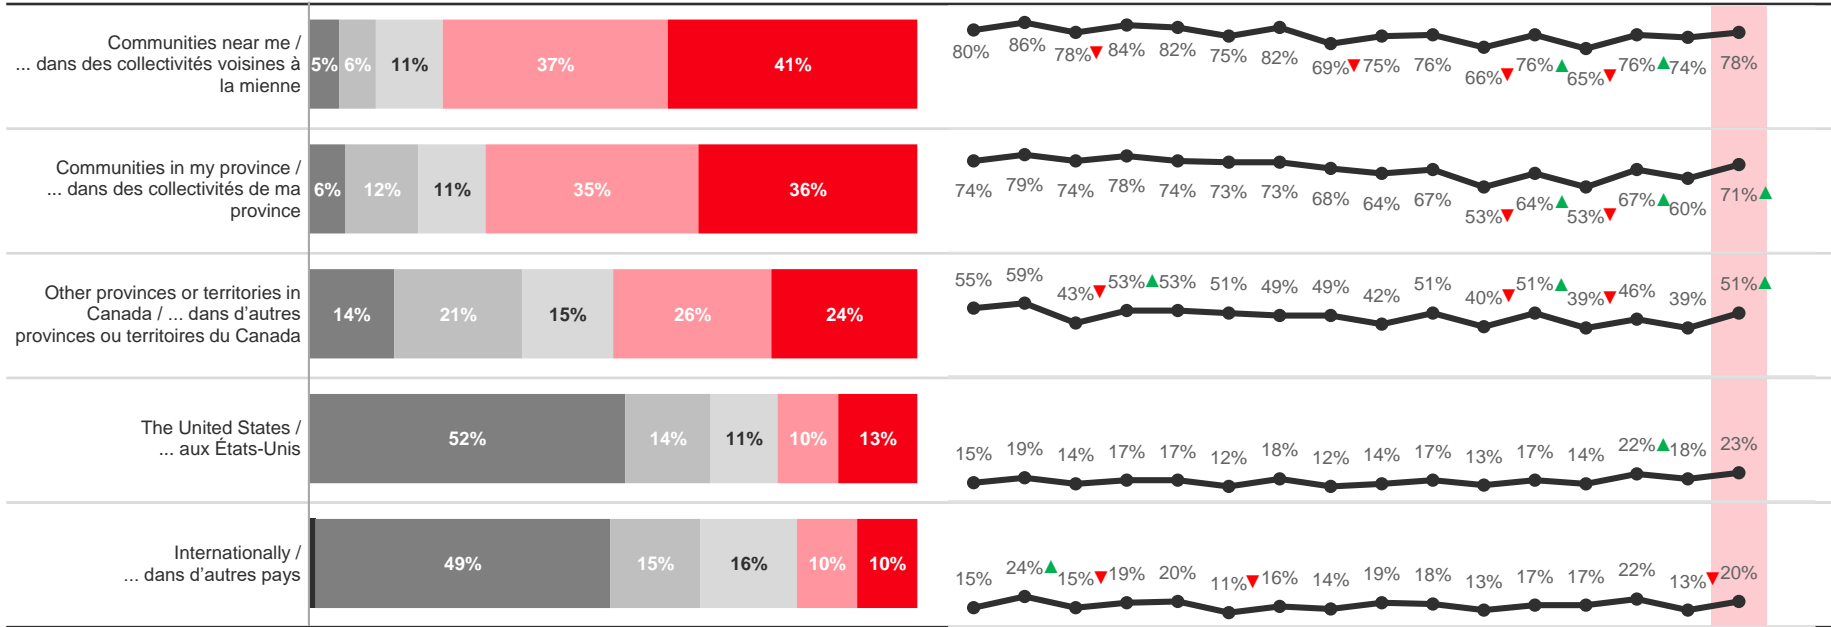 Communities near me /
... dans des collectivités voisines à
la mienne
5% 6% 11% 37% 41%
80% 86% 78%▼ 84% 82% 75% 82% 69%▼ 75% 76% 66%▼ 76%▲ 65%▼ 76%▲ 74% 78%
Communities in my province /
... dans des collectivités de ma
province
6% 12% 11% 35% 36%
74% 79% 74% 78% 74% 73% 73% 68% 64% 67% 53%▼ 64%▲ 53%▼ 67%▲ 60% 71%▲
Other provinces or territories in
Canada / ... dans d'autres
provinces ou territoires du Canada
14% 21% 15% 26% 24%
55% 59% 43%▼ 53%▲ 53% 51% 49% 49% 42% 51% 40%▼ 51%▲ 39%▼ 46% 39% 51%▲
The United States /
... aux États-Unis
52% 14% 11% 10% 13%
15% 19% 14% 17% 17% 12% 18% 12% 14% 17% 13% 17% 14% 22%▲ 18% 23%
Internationally /
... dans d'autres pays
49% 15% 16% 10% 10%
15% 24%▲ 15%▼ 19% 20% 11%▼ 16% 14% 19% 18% 13% 17% 17% 22% 13%▼ 20%